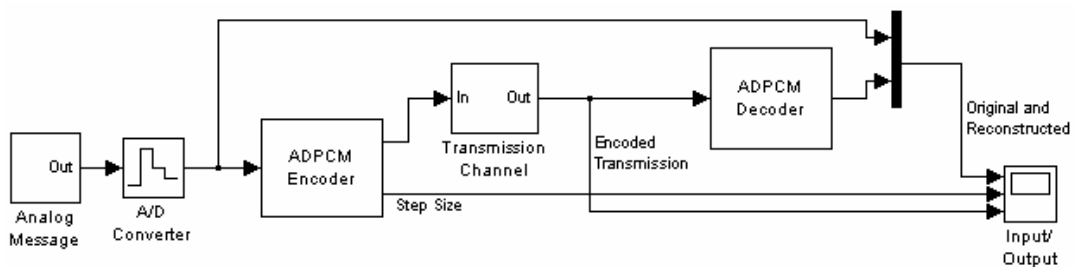 Out
Analog
Message
A/D
Converter
ADPCM
Encoder
Step Size
In
Out
Transmission
Channel
Encoded
Transmission
ADPCM
Decoder
Original and
Reconstructed
Input/
Output